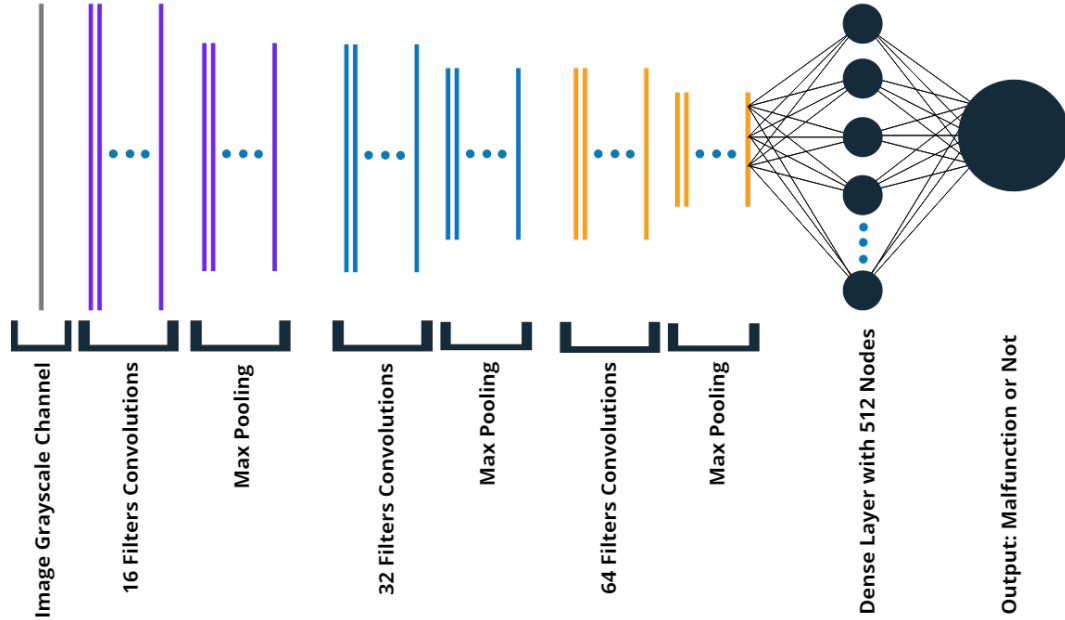 Image Grayscale Channel
16 Filters Convolutions
Max Pooling
32 Filters Convolutions
Max Pooling
64 Filters Convolutions
Max Pooling
Dense Layer with 512 Nodes
Output: Malfunction or Not